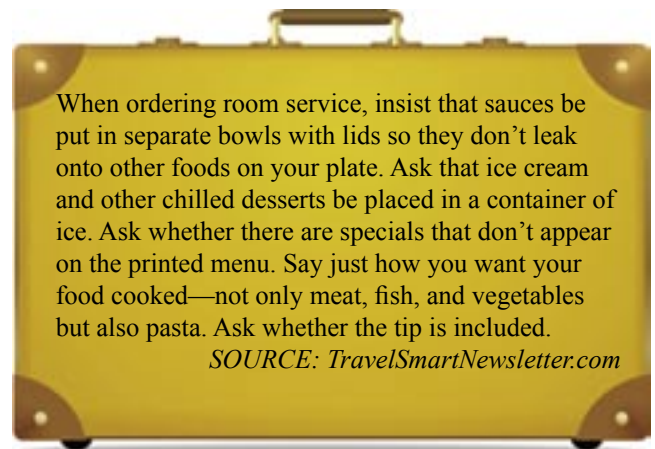 When ordering room service, insist that sauces be
put in separate bowls with lids so they don’t leak
onto other foods on your plate. Ask that ice cream
and other chilled desserts be placed in a container of
ice. Ask whether there are specials that don’t appear
on the printed menu. Say just how you want your
food cooked—not only meat, fish, and vegetables
but also pasta. Ask whether the tip is included.
SOURCE: TravelSmartNewsletter.com